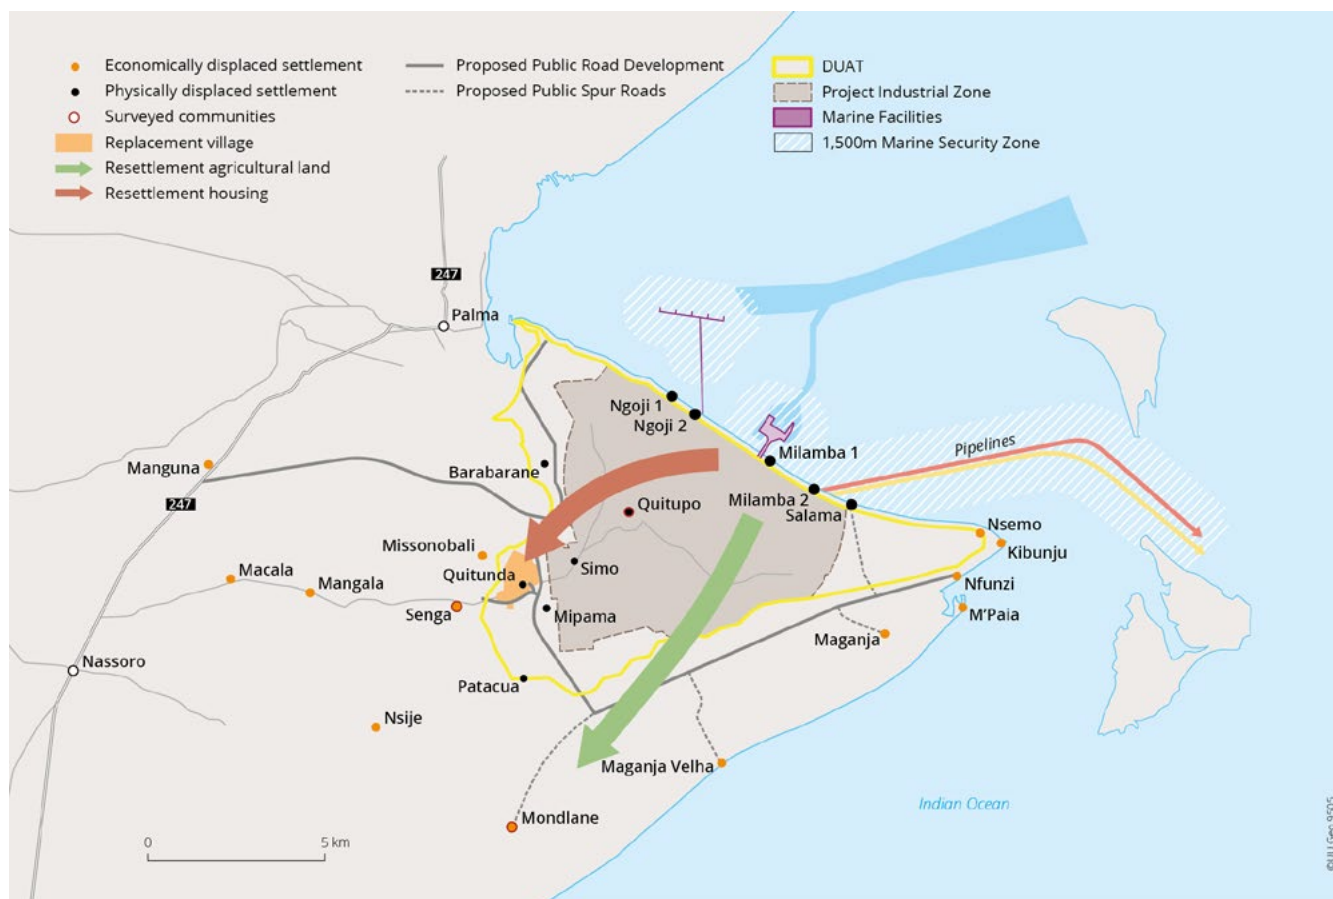 Economically displaced settlement
Physically displaced settlement
Surveyed communities
Replacement village
Resettlement agricultural land
Resettlement housing
Proposed Public Road Development
Proposed Public Spur Roads
DUAT
Project Industrial Zone
Marine Facilities
1,500m Marine Security Zone
247
Palma
Ngoji 1
Ngoji 2
Manguna
Barabarane
Milamba 1
Pipelines
247
Quitupo
Milamba 2
Salama
Nsemo
Kibunju
Missonobali
Macala
Quitunda
Simo
Mangala
Nfunzi
Senga
Mipama
M'Paia
Maganja
Nassoro
Patacua
Nsije
Maganja Velha
Mondlane
Indian Ocean
0
5 km
©UU Geo 9505